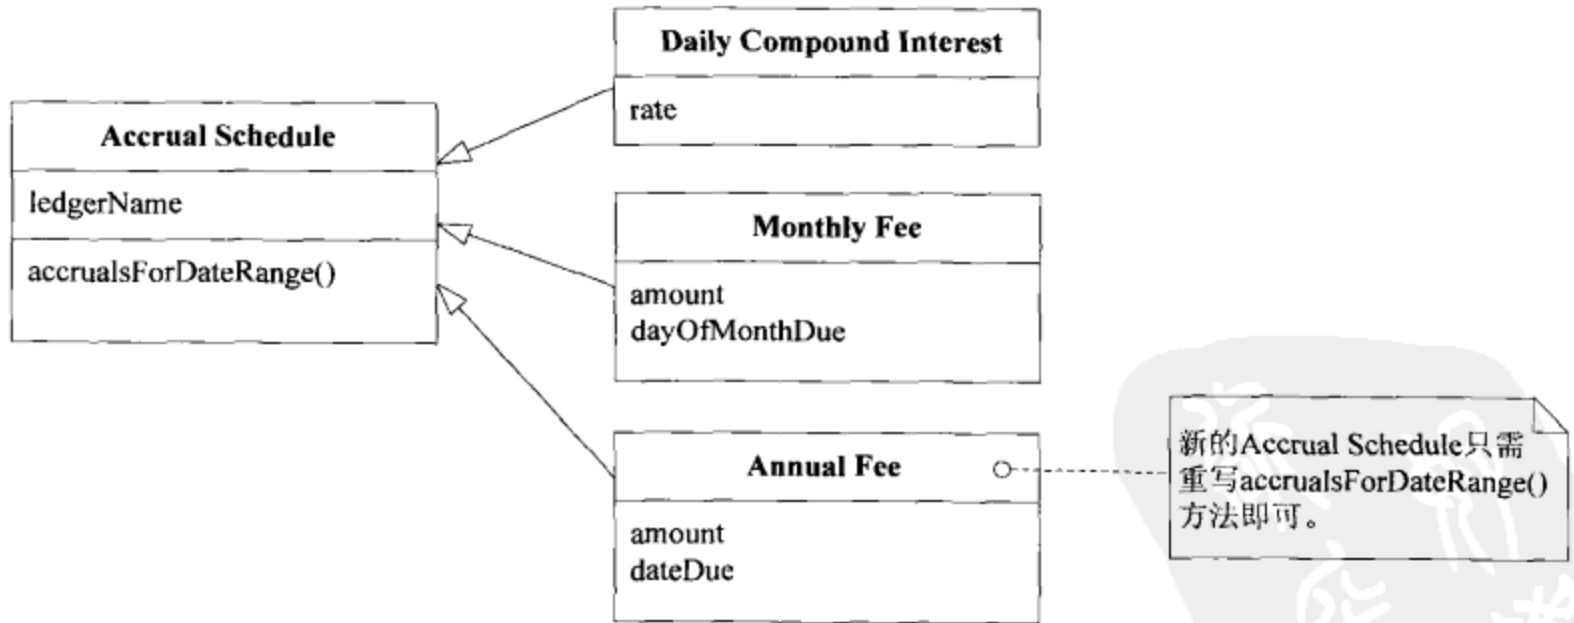 Daily Compound Interest
rate
Accrual Schedule
ledgerName
accrualsForDateRange()
Monthly Fee
amount
dayOfMonthDue
Annual Fee
amount
dateDue
新的Accrual Schedule只需
重写accrualsForDateRange()
方法即可。